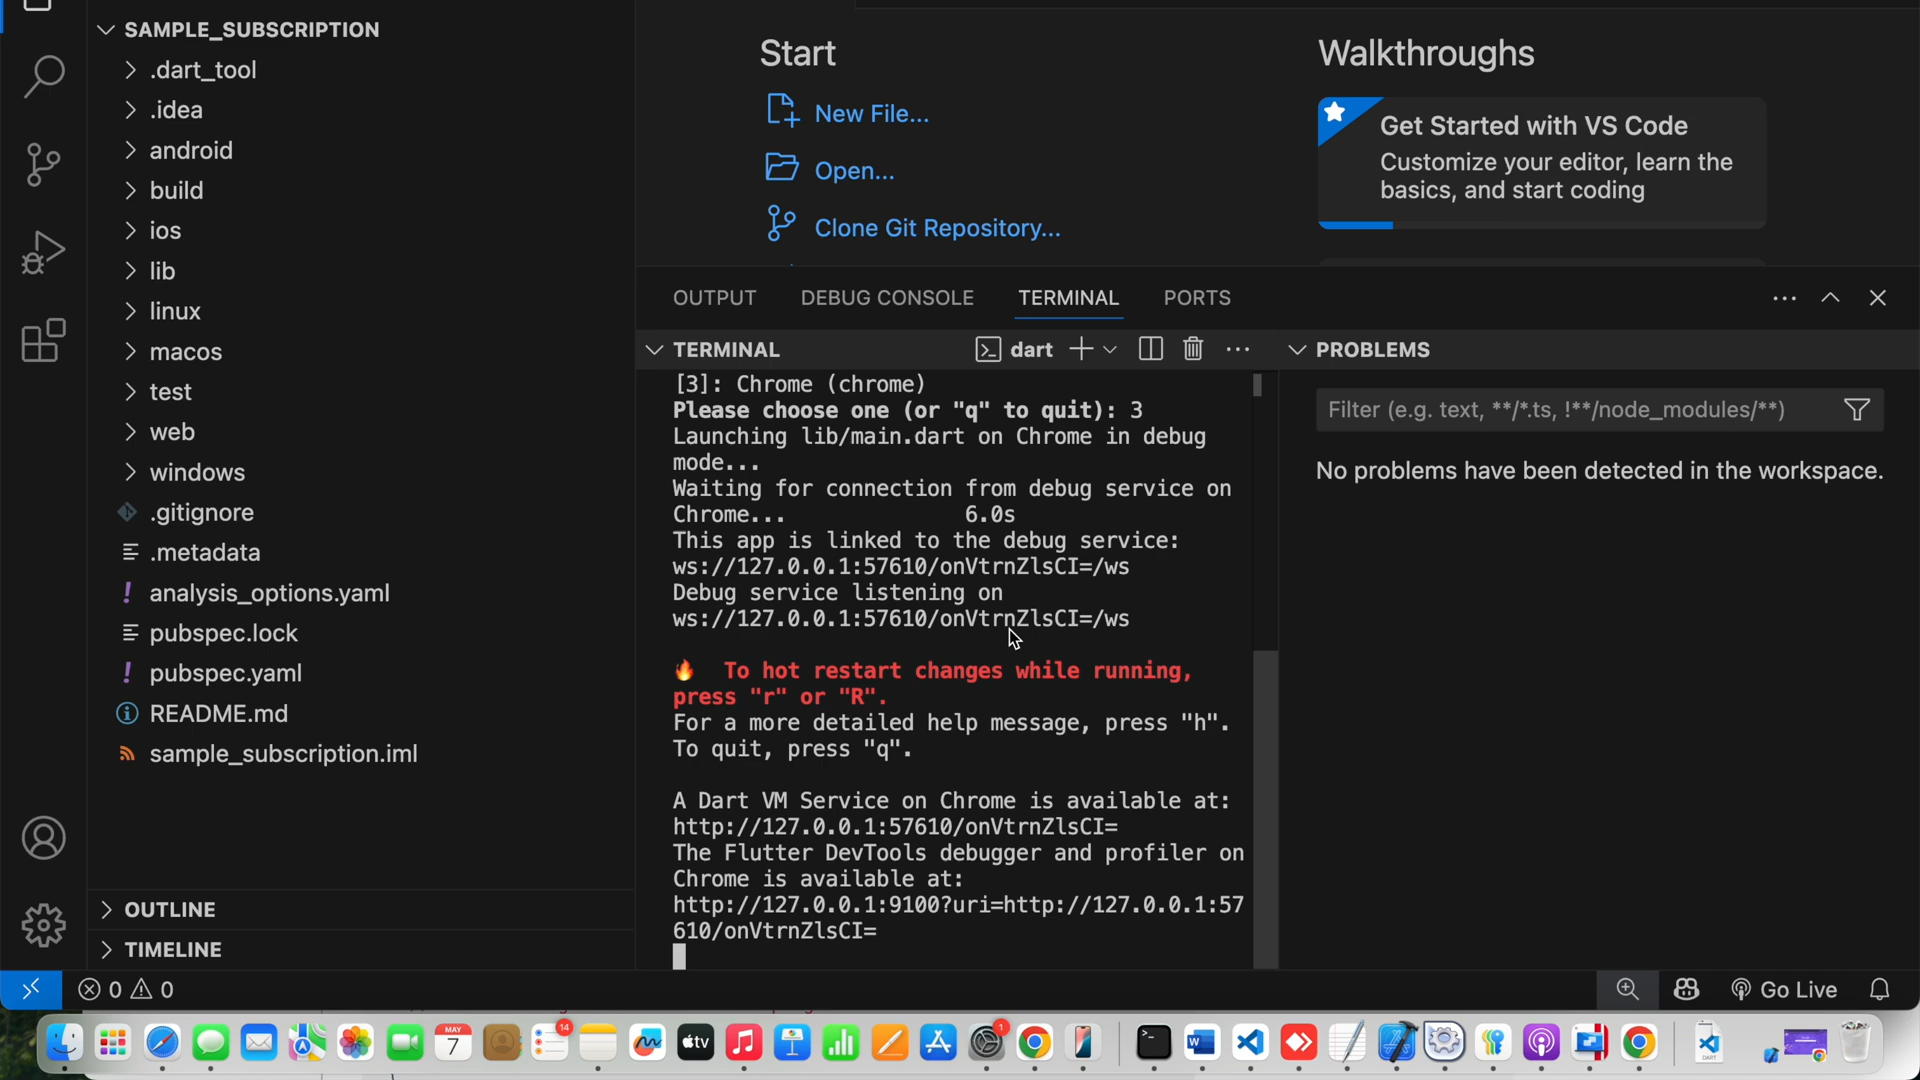 SAMPLE_SUBSCRIPTION
.dart_tool
.idea
android
build
ios
lib
linux
macos
test
web
windows
.gitignore
.metadata
analysis_options.yaml
pubspec.lock
pubspec.yaml
README.md
sample_subscription.iml
OUTLINE
TIMELINE
Start
New File...
Open...
Clone Git Repository...
Walkthroughs
Get Started with VS Code
Customize your editor, learn the
basics, and start coding
OUTPUT DEBUG CONSOLE TERMINAL PORTS
TERMINAL dart
[3]: Chrome (chrome)
Please choose one (or "q" to quit): 3
Launching lib/main.dart on Chrome in debug
mode...
Waiting for connection from debug service on
Chrome... 6.0s
This app is linked to the debug service:
ws://127.0.0.1:57610/onVtrnZlsCI=/ws
Debug service listening on
ws://127.0.0.1:57610/onVtrnZlsCI=/ws
🔥 To hot restart changes while running,
press "r" or "R".
For a more detailed help message, press "h".
To quit, press "q".
A Dart VM Service on Chrome is available at:
http://127.0.0.1:57610/onVtrnZlsCI=
The Flutter DevTools debugger and profiler on
Chrome is available at:
http://127.0.0.1:9100?uri=http://127.0.0.1:57
610/onVtrnZlsCI=
PROBLEMS
Filter (e.g. text, **/*.ts, !**/node_modules/**)
No problems have been detected in the workspace.
0 0
Go Live
MAY
7
14
tv
1
W
DART